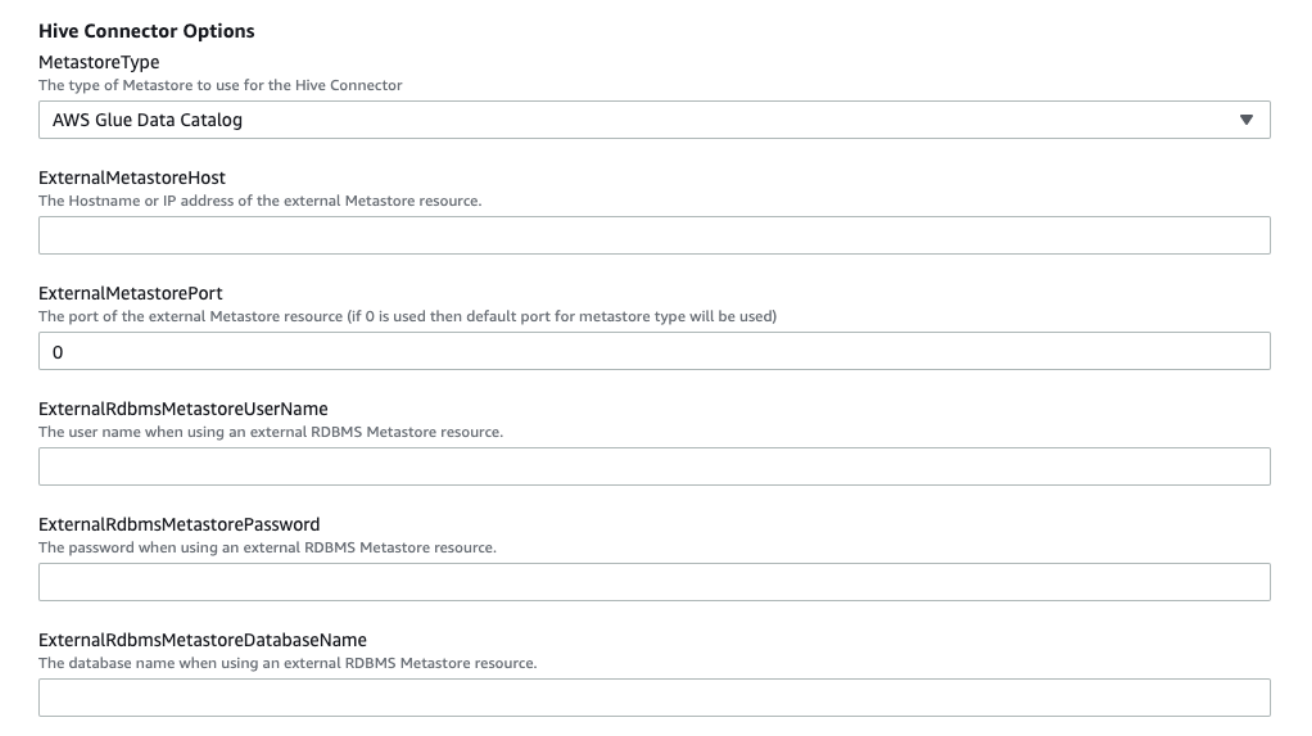 Hive Connector Options
MetastoreType
The type of Metastore to use for the Hive Connector
AWS Glue Data Catalog
ExternalMetastoreHost
The Hostname or IP address of the external Metastore resource.
ExternalMetastorePort
The port of the external Metastore resource (if 0 is used then default port for metastore type will be used)
0
ExternalRdbmsMetastoreUserName
The user name when using an external RDBMS Metastore resource.
ExternalRdbmsMetastorePassword
The password when using an external RDBMS Metastore resource.
ExternalRdbmsMetastoreDatabaseName
The database name when using an external RDBMS Metastore resource.